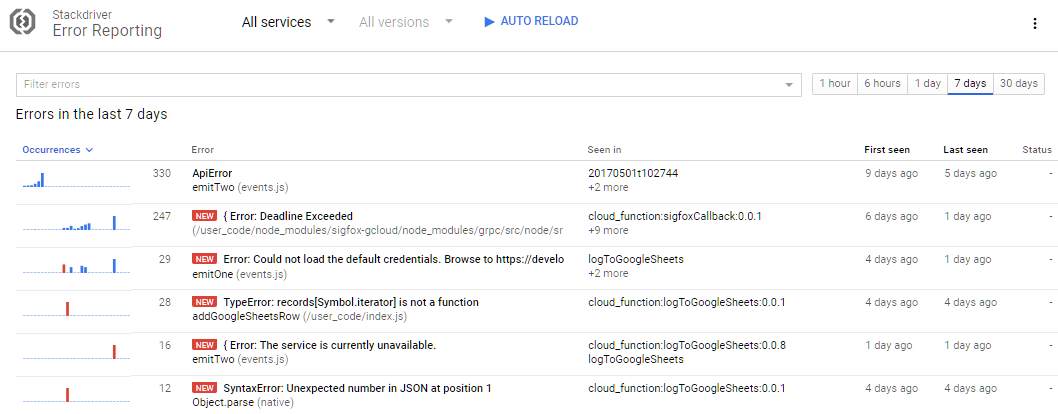 Stackdriver
Error Reporting
All services
All versions
AUTO RELOAD
Filter errors
1 hour 6 hours 1 day 7 days 30 days
Errors in the last 7 days
Occurrences Error Seen in First seen Last seen Status
330 ApiError 20170501t102744 9 days ago 5 days ago -
emitTwo (events.js) +2 more
247 NEW { Error: Deadline Exceeded cloud_function:sigfoxCallback:0.0.1 6 days ago 1 day ago -
(/user_code/node_modules/sigfox-gcloud/node_modules/grpc/src/node/sr +9 more
29 NEW Error: Could not load the default credentials. Browse to https://develo logToGoogleSheets 4 days ago 1 day ago -
emitOne (events.js) +2 more
28 NEW TypeError: records[Symbol.iterator] is not a function cloud_function:logToGoogleSheets:0.0.1 4 days ago 4 days ago -
addGoogleSheetsRow (/user_code/index.js)
16 NEW { Error: The service is currently unavailable. cloud_function:logToGoogleSheets:0.0.8 1 day ago 1 day ago -
emitTwo (events.js) logToGoogleSheets
12 NEW SyntaxError: Unexpected number in JSON at position 1 cloud_function:logToGoogleSheets:0.0.1 4 days ago 4 days ago -
Object.parse (native)